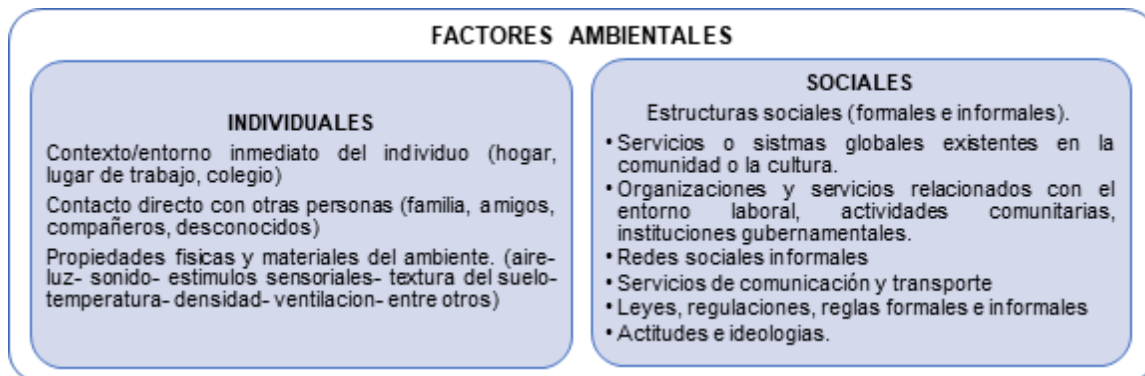 FACTORES AMBIENTALES
INDIVIDUALES
Contexto/entorno inmediato del individuo (hogar,
lugar de trabajo, colegio)
Contacto directo con otras personas (familia, amigos,
compañeros, desconocidos)
Propiedades fisicas y materiales del ambiente. (aire-
luz- sonido- estimulos sensoriales- textura del suelo-
temperatura- densidad- ventilacion- entre otros)
SOCIALES
Estructuras sociales (formales e informales).
• Servicios o sistmas globales existentes en la
comunidad o la cultura.
• Organizaciones y servicios relacionados con el
entorno laboral, actividades comunitarias,
instituciones gubernamentales.
• Redes sociales informales
• Servicios de comunicación y transporte
• Leyes, regulaciones, reglas formales e informales
• Actitudes e ideologias.